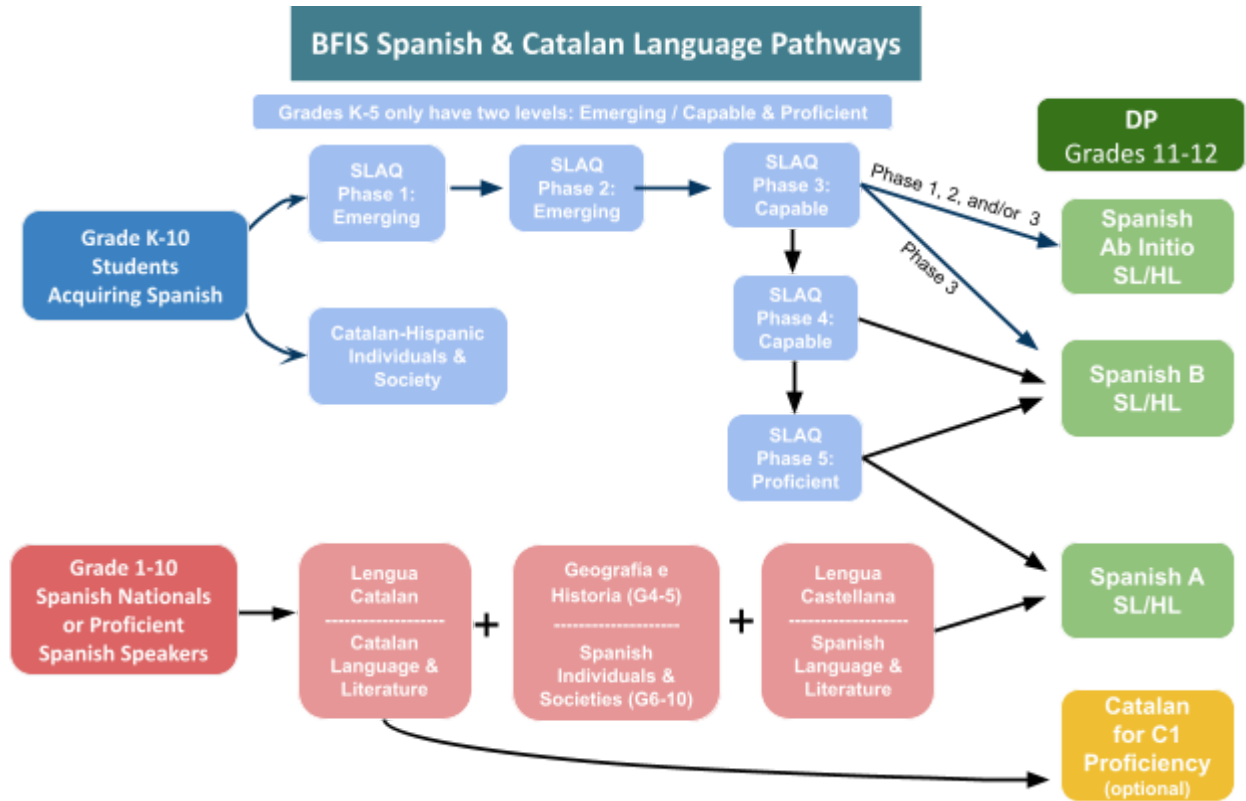 BFIS Spanish & Catalan Language Pathways
Grades K-5 only have two levels: Emerging / Capable & Proficient
DP
Grades 11-12
SLAQ
Phase 1:
Emerging
SLAQ
Phase 2:
Emerging
SLAQ
Phase 3:
Capable
Phase 1, 2, and/or 3
Phase 3
Spanish
Ab Initio
SL/HL
Grade K-10
Students
Acquiring Spanish
SLAQ
Phase 4:
Capable
Catalan-Hispanic
Individuals &
Society
Spanish B
SL/HL
SLAQ
Phase 5:
Proficient
Grade 1-10
Spanish Nationals
or Proficient
Spanish Speakers
Lengua
Catalan
--------------------
Catalan
Language &
Literature
+
Geografía e
Historia (G4-5)
---------------------
Spanish
Individuals &
Societies (G6-10)
+
Lengua
Castellana
--------------------
Spanish
Language &
Literature
Spanish A
SL/HL
Catalan
for C1
Proficiency
(optional)